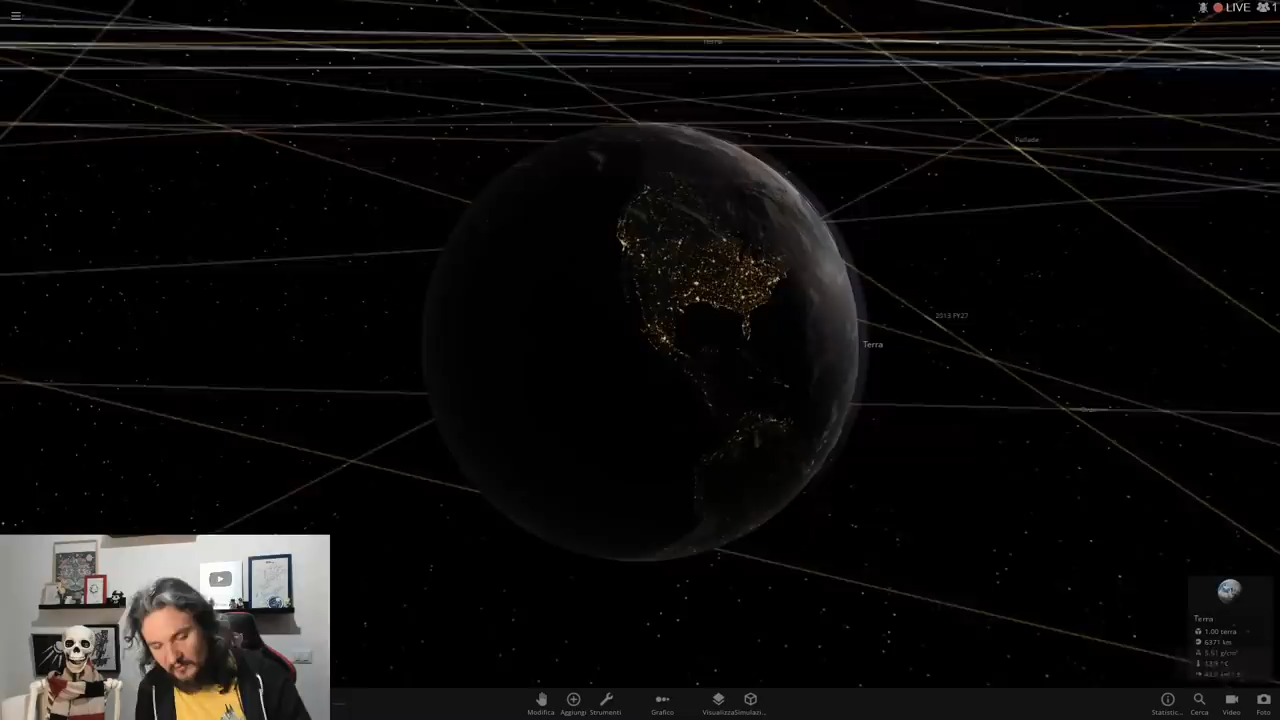 LIVE 1
Terra
Pallade
2013 FY27
Terra
Terra
1.00 terra
6371 km
5.51 g/cm³
Modifica
Aggiungi
Strumenti
Grafico
Visualizza
Simulazi...
Statistic...
Cerca
Video
Foto